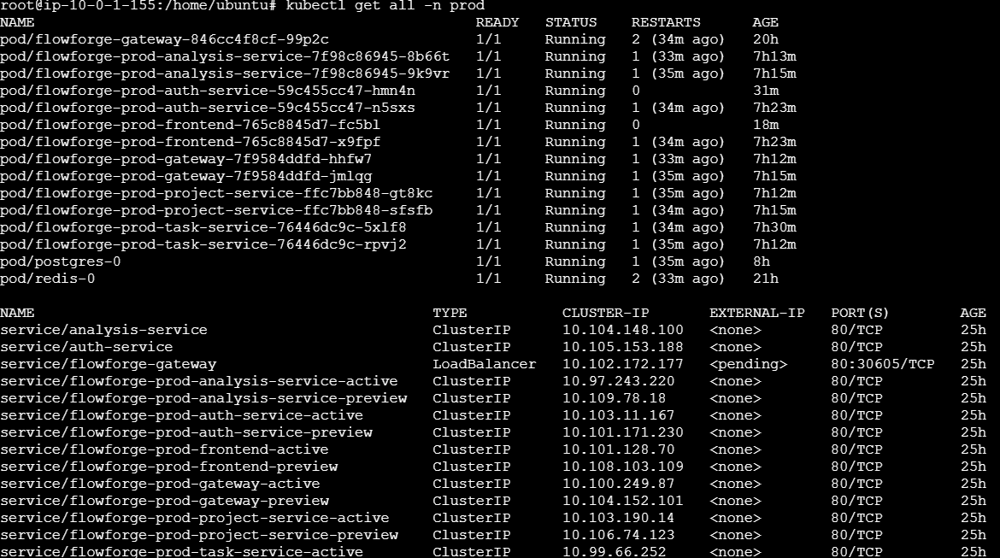 root@ip-10-0-1-155:/home/ubuntu# kubectl get all -n prod
NAME READY STATUS RESTARTS AGE
pod/flowforge-gateway-846cc4f8cf-99p2c 1/1 Running 2 (34m ago) 20h
pod/flowforge-prod-analysis-service-7f98c86945-8b66t 1/1 Running 1 (33m ago) 7h13m
pod/flowforge-prod-analysis-service-7f98c86945-9k9vr 1/1 Running 1 (35m ago) 7h15m
pod/flowforge-prod-auth-service-59c455cc47-hmn4n 1/1 Running 0 31m
pod/flowforge-prod-auth-service-59c455cc47-n5sxs 1/1 Running 1 (34m ago) 7h23m
pod/flowforge-prod-frontend-765c8845d7-fc5bl 1/1 Running 0 18m
pod/flowforge-prod-frontend-765c8845d7-x9fpf 1/1 Running 1 (34m ago) 7h23m
pod/flowforge-prod-gateway-7f9584ddfd-hhfw7 1/1 Running 1 (33m ago) 7h12m
pod/flowforge-prod-gateway-7f9584ddfd-jmlqg 1/1 Running 1 (35m ago) 7h15m
pod/flowforge-prod-project-service-ffc7bb848-gt8kc 1/1 Running 1 (35m ago) 7h12m
pod/flowforge-prod-project-service-ffc7bb848-sfsfb 1/1 Running 1 (34m ago) 7h15m
pod/flowforge-prod-task-service-76446dc9c-5xlf8 1/1 Running 1 (34m ago) 7h30m
pod/flowforge-prod-task-service-76446dc9c-rpvj2 1/1 Running 1 (35m ago) 7h12m
pod/postgres-0 1/1 Running 1 (35m ago) 8h
pod/redis-0 1/1 Running 2 (33m ago) 21h
NAME TYPE CLUSTER-IP EXTERNAL-IP PORT(S) AGE
service/analysis-service ClusterIP 10.104.148.100 <none> 80/TCP 25h
service/auth-service ClusterIP 10.105.153.188 <none> 80/TCP 25h
service/flowforge-gateway LoadBalancer 10.102.172.177 <pending> 80:30605/TCP 25h
service/flowforge-prod-analysis-service-active ClusterIP 10.97.243.220 <none> 80/TCP 25h
service/flowforge-prod-analysis-service-preview ClusterIP 10.109.78.18 <none> 80/TCP 25h
service/flowforge-prod-auth-service-active ClusterIP 10.103.11.167 <none> 80/TCP 25h
service/flowforge-prod-auth-service-preview ClusterIP 10.101.171.230 <none> 80/TCP 25h
service/flowforge-prod-frontend-active ClusterIP 10.101.128.70 <none> 80/TCP 25h
service/flowforge-prod-frontend-preview ClusterIP 10.108.103.109 <none> 80/TCP 25h
service/flowforge-prod-gateway-active ClusterIP 10.100.249.87 <none> 80/TCP 25h
service/flowforge-prod-gateway-preview ClusterIP 10.104.152.101 <none> 80/TCP 25h
service/flowforge-prod-project-service-active ClusterIP 10.103.190.14 <none> 80/TCP 25h
service/flowforge-prod-project-service-preview ClusterIP 10.106.74.123 <none> 80/TCP 25h
service/flowforge-prod-task-service-active ClusterIP 10.99.66.252 <none> 80/TCP 25h